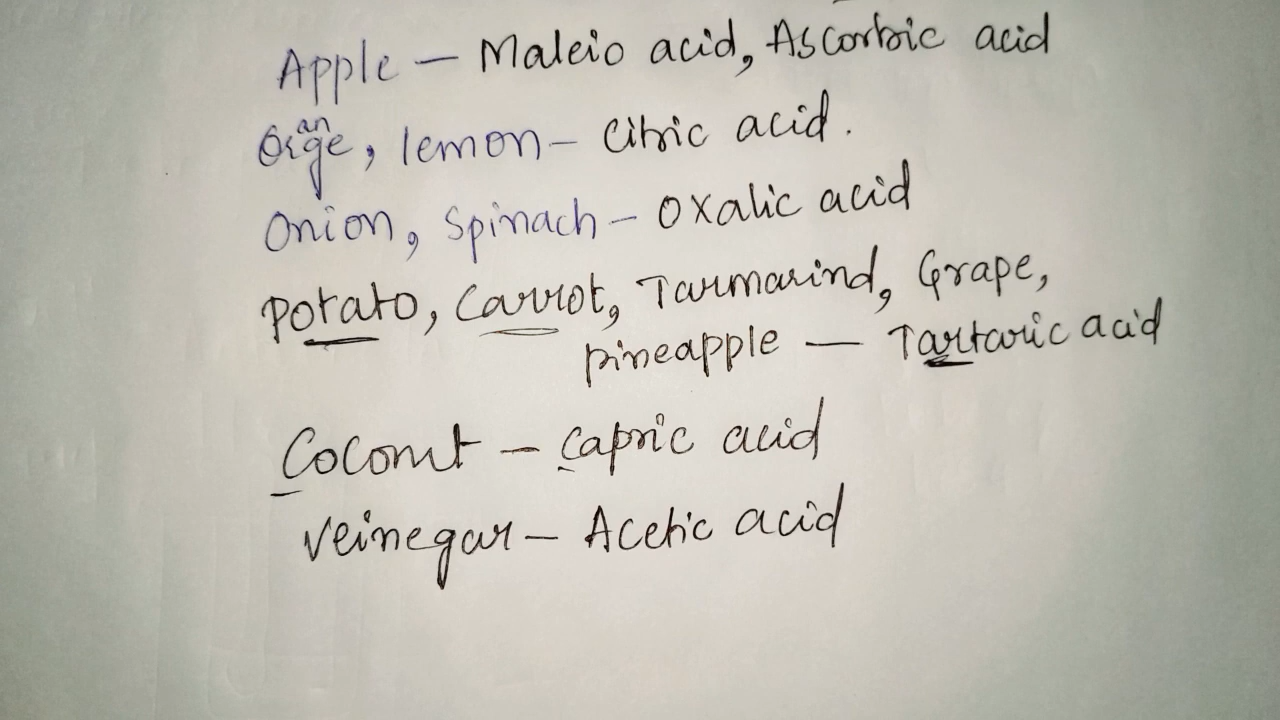 Apple – Maleio acid, Ascorbic acid
Orange, lemon – Citric acid.
Onion, Spinach – Oxalic acid
Potato, Carrot, Tarmarind, Grape,
pineapple — Tartaric acid
Coconut – Capric acid
Veinegar – Acetic acid